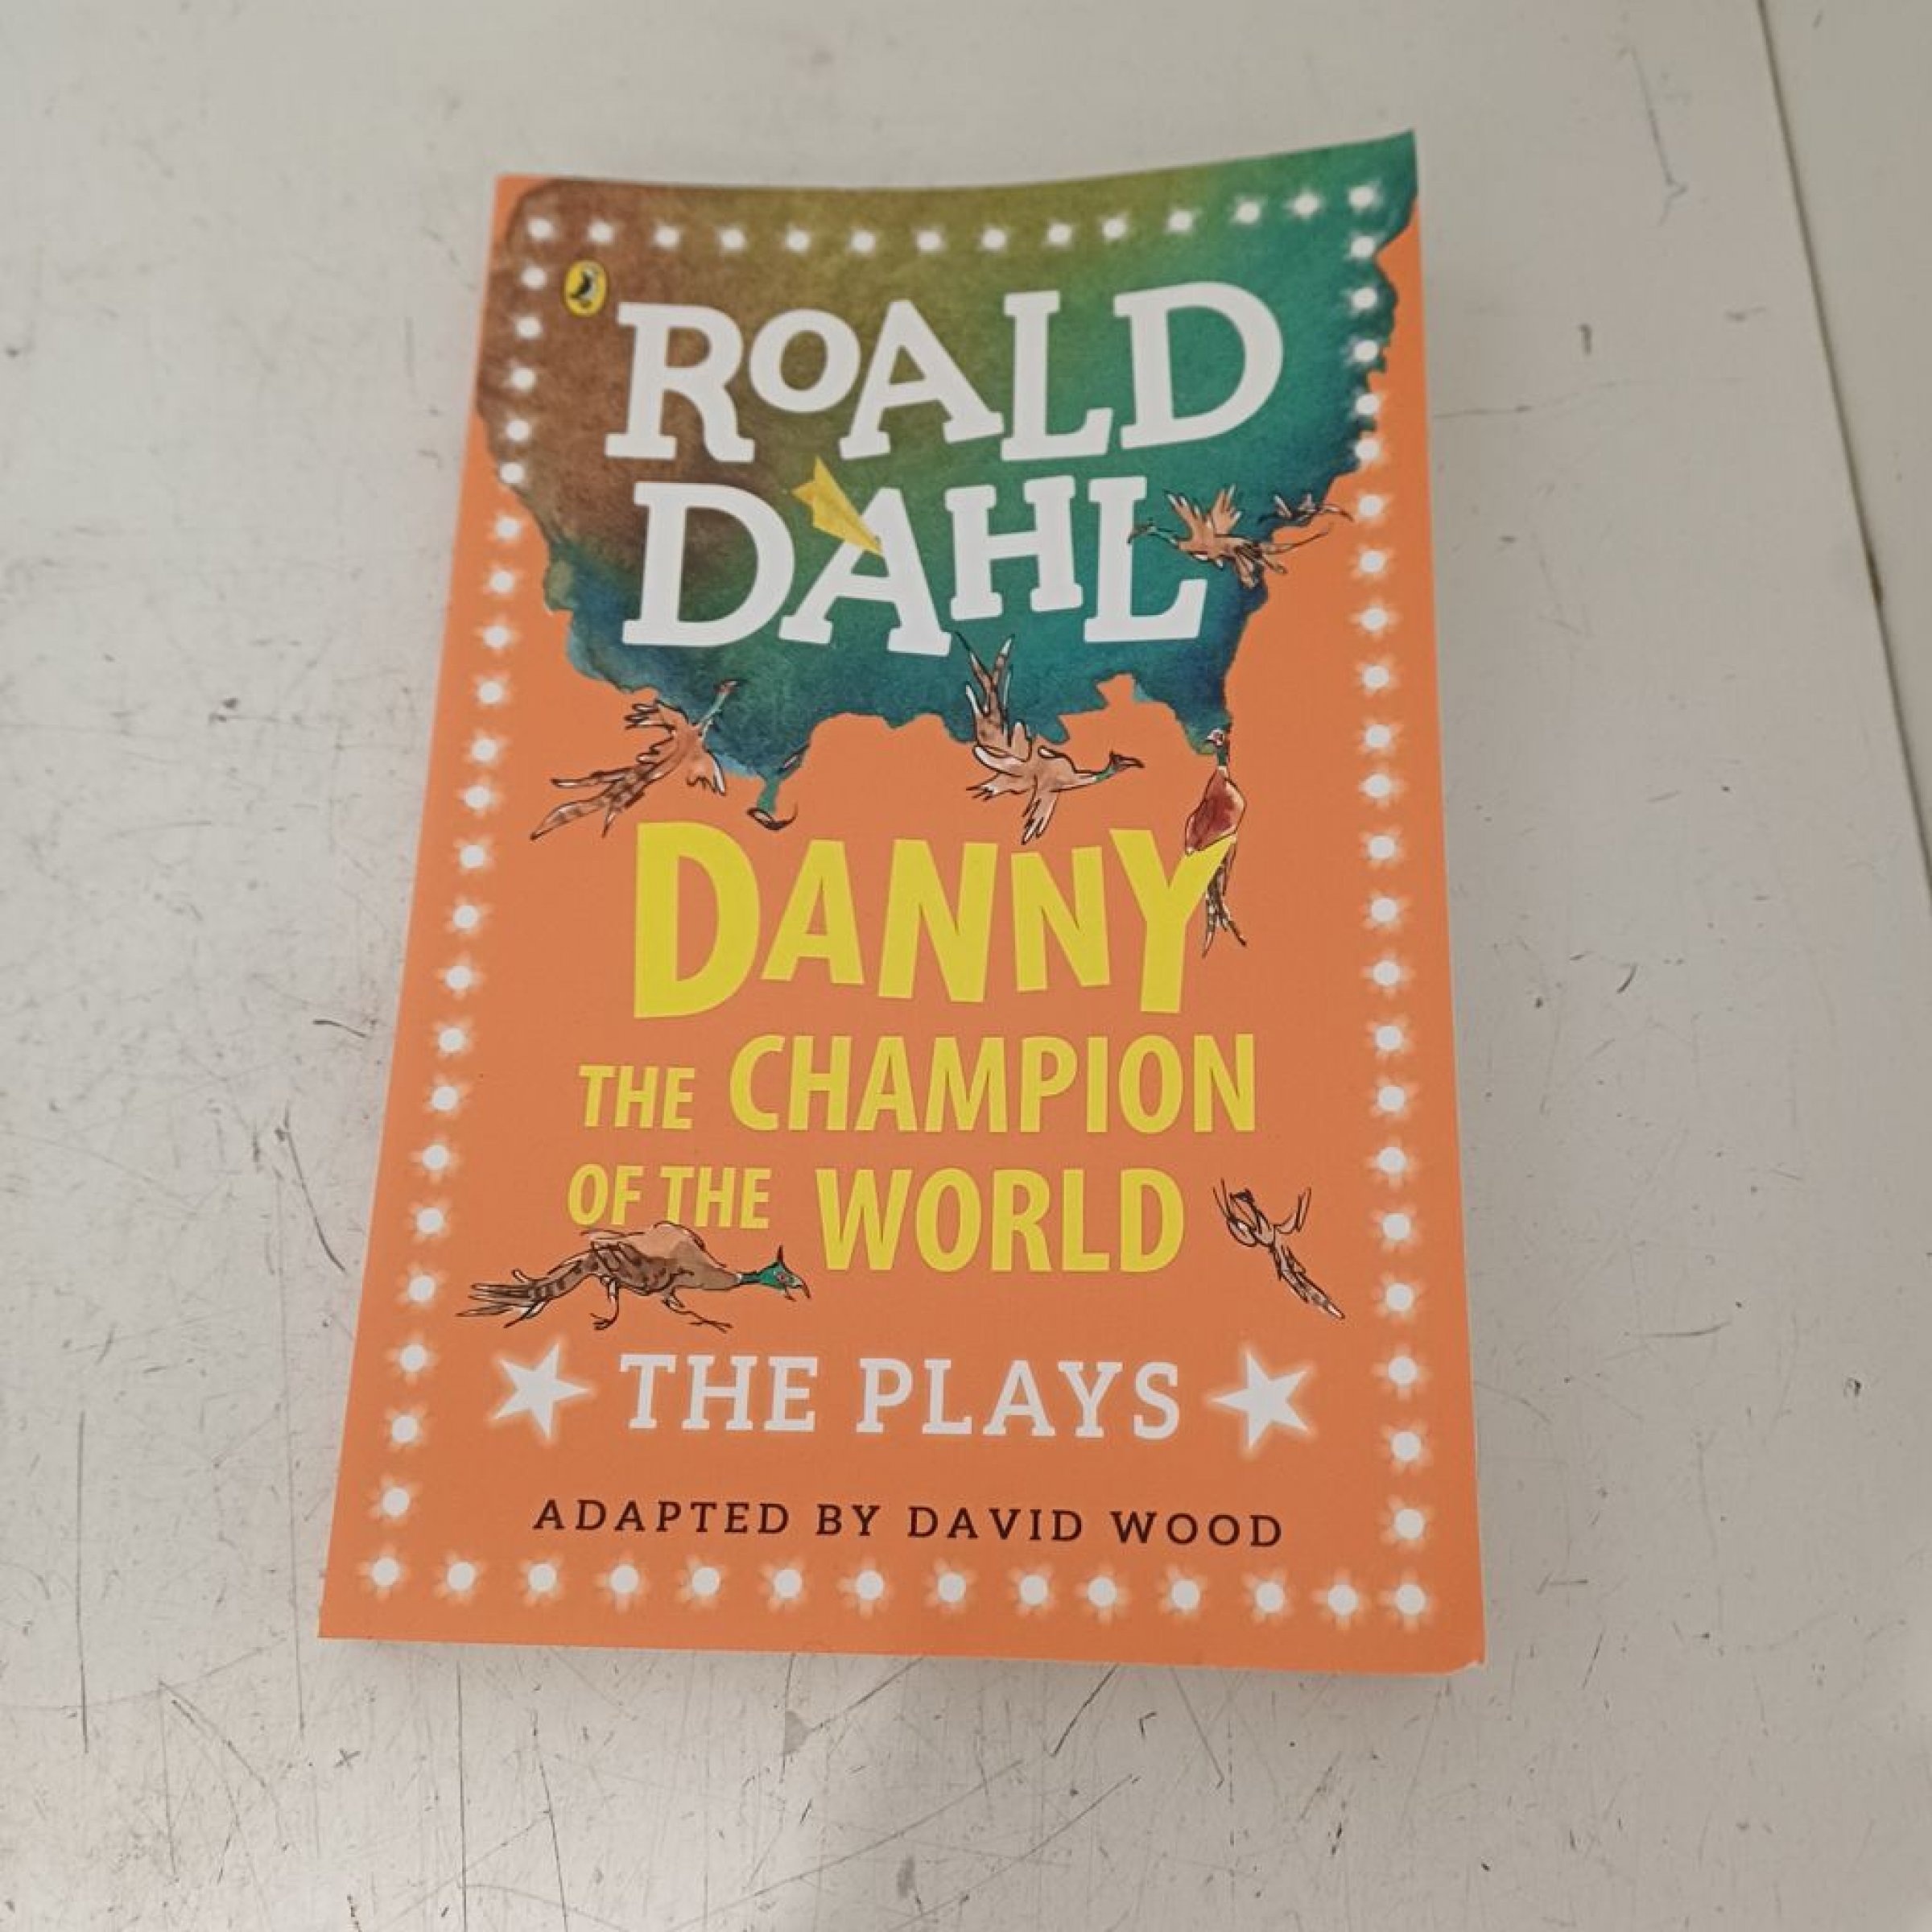 ROALD
DAHL
DANNY
THE CHAMPION
OF THE WORLD
THE PLAYS
ADAPTED BY DAVID WOOD